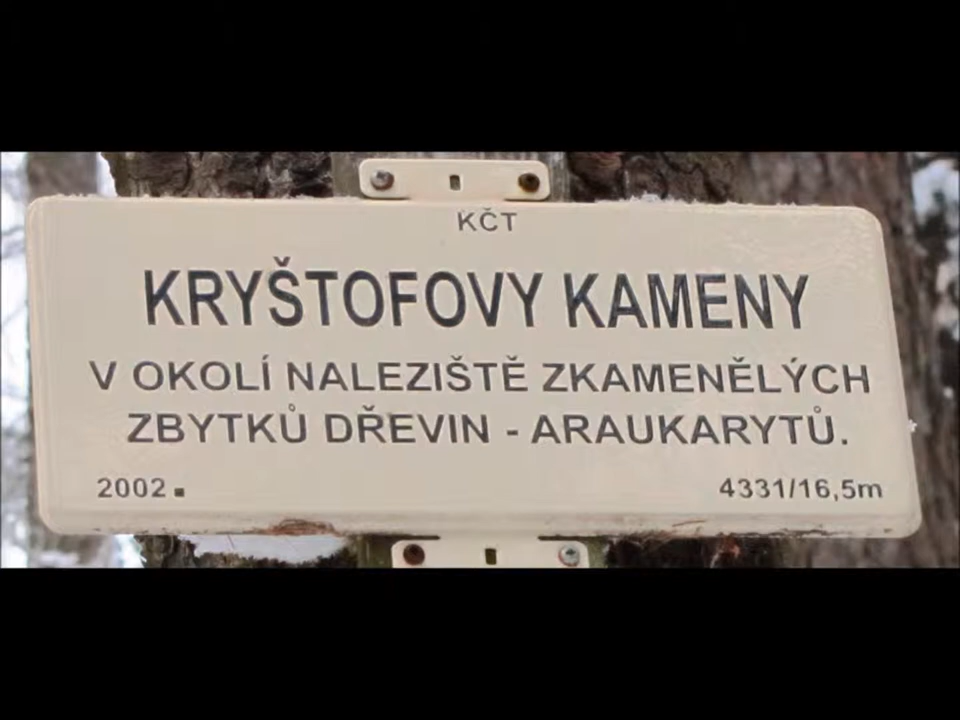 KČT
KRYŠTOFOVY KAMENY
V OKOLÍ NALEZIŠTĚ ZKAMENĚLÝCH
ZBYTKŮ DŘEVIN - ARAUKARYTŮ.
2002. 4331/16,5m